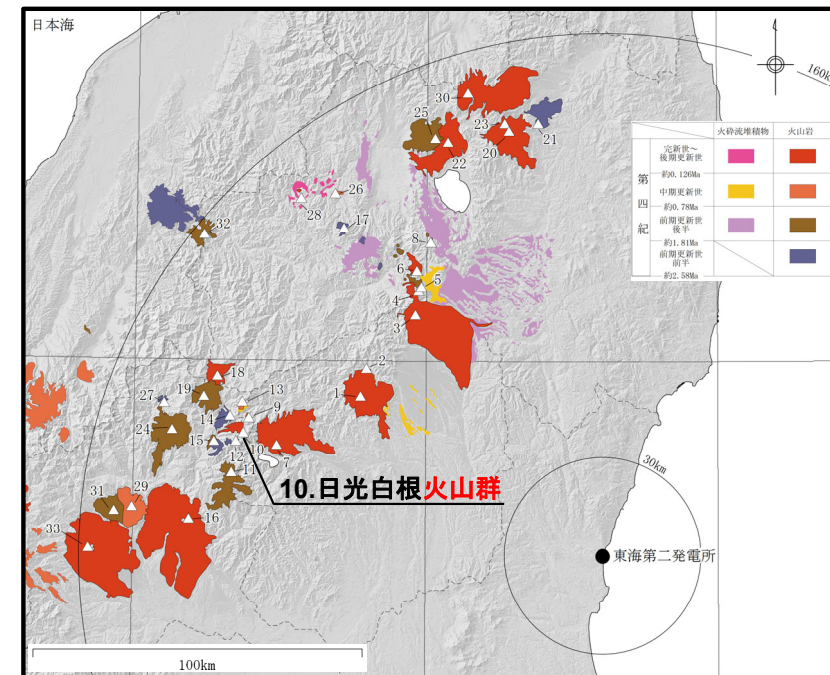 日本海
160km
30
25
23
20
21
22
26
28
17
32
8
6
5
4
3
2
1
18
19
13
27
14
9
24
15
10
12
7
11
10.日光白根火山群
31
29
33
16
30km
東海第二発電所
100km
火砕流堆積物 火山岩
第四紀
完新世~
後期更新世
約0.126Ma
中期更新世
約0.78Ma
前期更新世
後半
約1.81Ma
前期更新世
前半
約2.58Ma